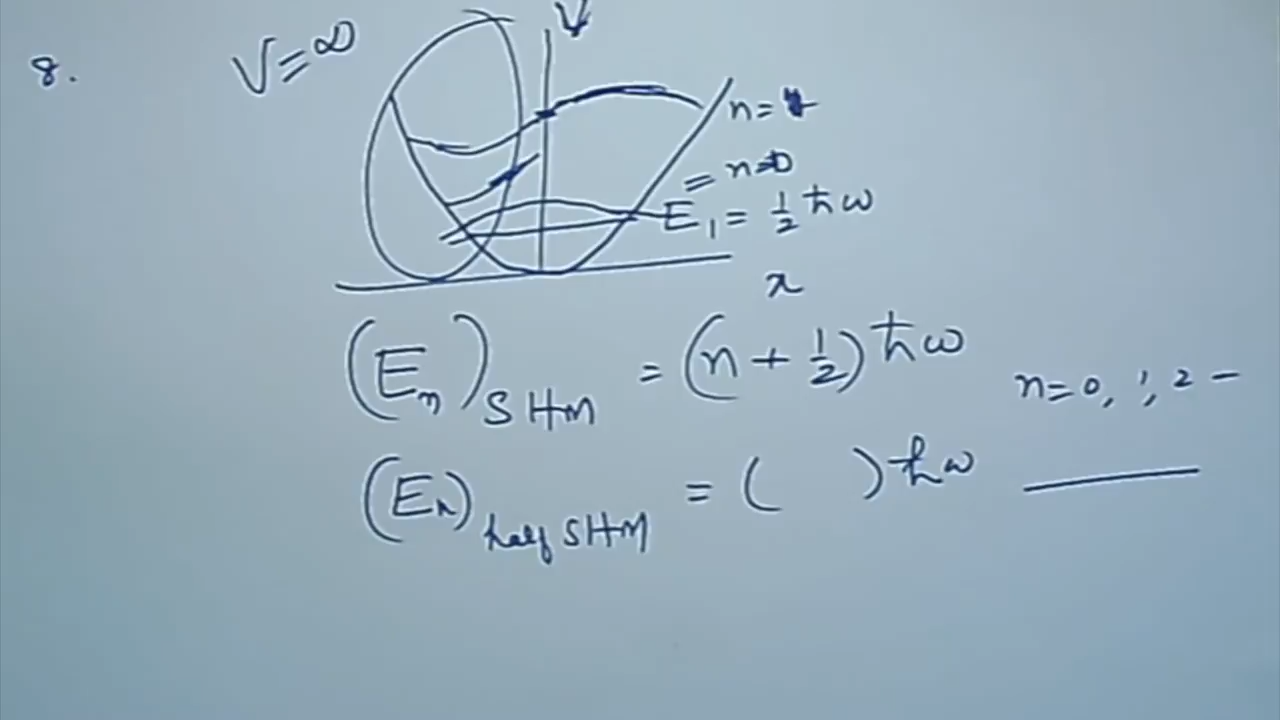 8.
V=∞
ψ
n=
= n=0
E₁ = ½ ℏω
x
(Eₙ)SHM = (n + ½) ℏω
n=0, 1, 2 –
(Eₙ)half SHM = ( ) ℏω